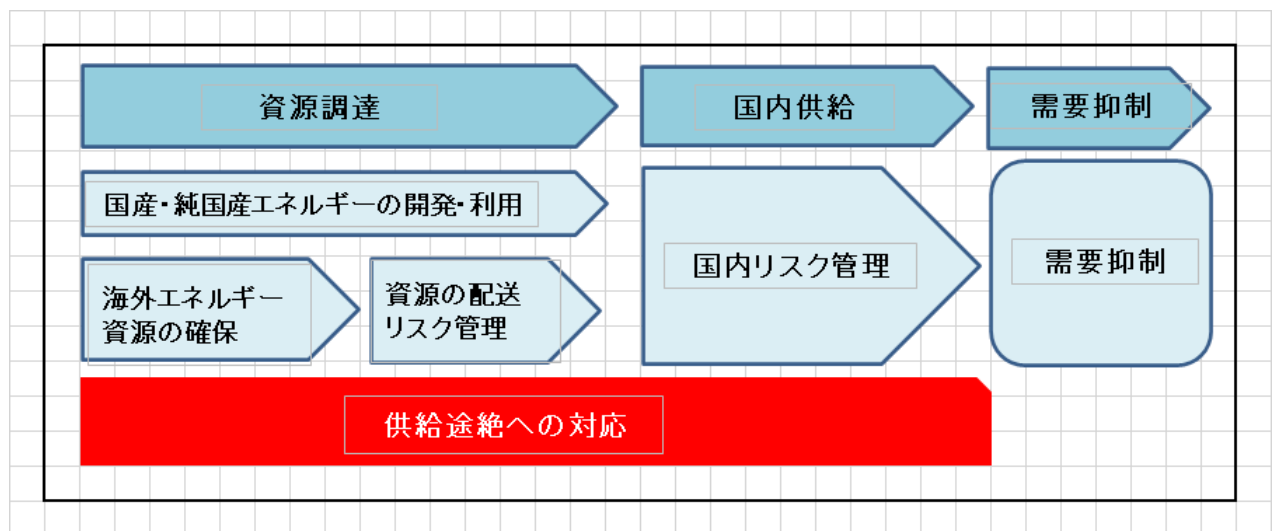 資源調達
国内供給
需要抑制
国産・純国産エネルギーの開発・利用
海外エネルギー
資源の確保
資源の配送
リスク管理
国内リスク管理
需要抑制
供給途絶への対応